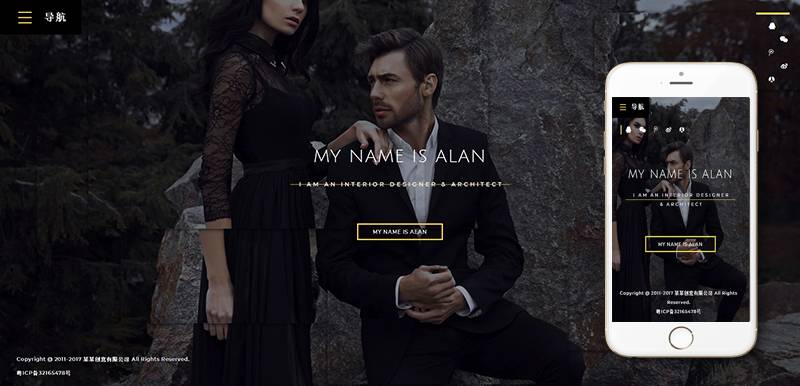 导航
MY NAME IS ALAN
I AM AN INTERIOR DESIGNER & ARCHITECT
MY NAME IS ALAN
Copyright @ 2011-2017 某某创意有限公司 All Rights Reserved.
粤ICP备32165478号
导航
MY NAME IS ALAN
I AM AN INTERIOR DESIGNER
& ARCHITECT
MY NAME IS ALAN
Copyright @ 2011-2017 某某创意有限公司 All Rights
Reserved.
粤ICP备32165478号